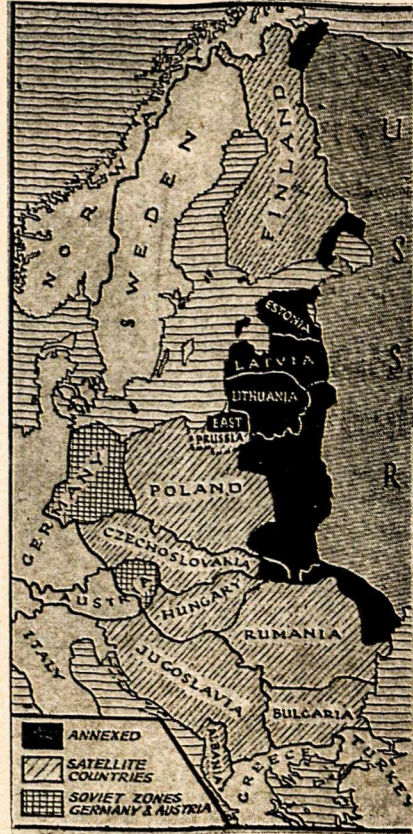 U S S R
NORWAY
SWEDEN
FINLAND
ESTONIA
LATVIA
LITHUANIA
EAST
PRUSSIA
GERMANY
POLAND
CZECHOSLOVAKIA
AUSTRIA
HUNGARY
RUMANIA
ITALY
JUGOSLAVIA
BULGARIA
ALBANIA
GREECE
TURKEY
ANNEXED
SATELLITE
COUNTRIES
SOVIET ZONES
GERMANY & AUSTRIA